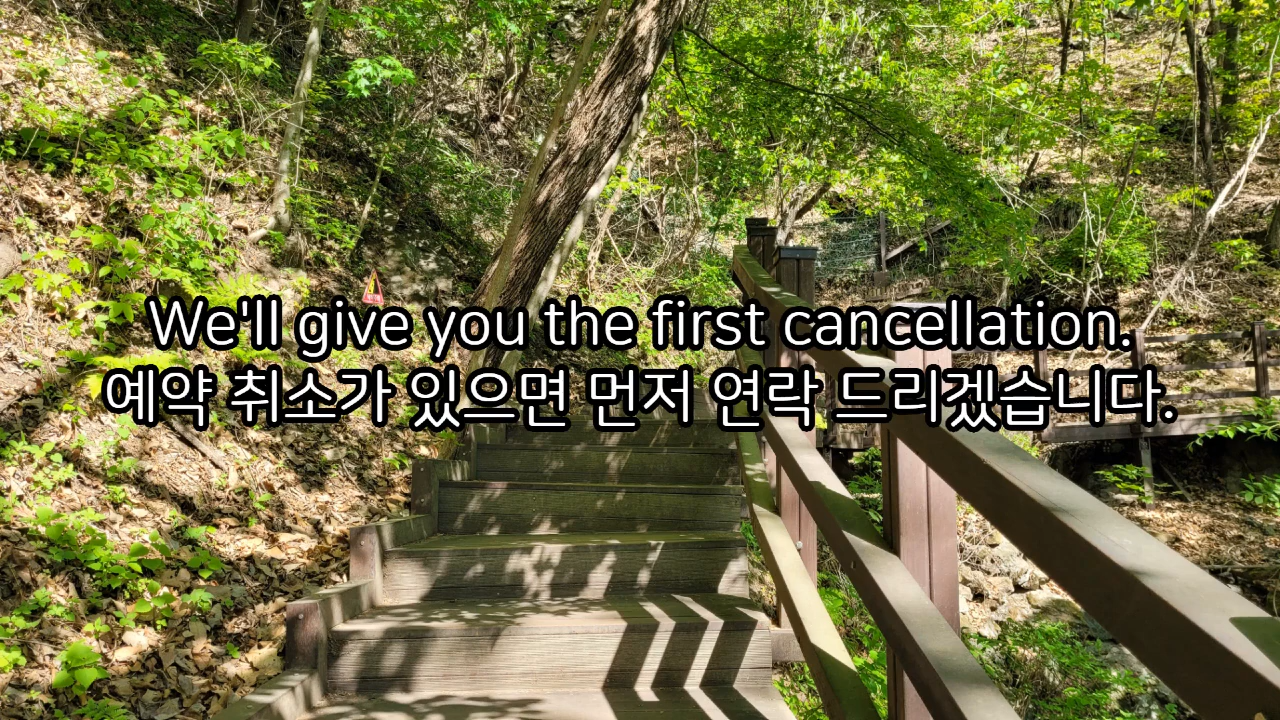 We'll give you the first cancellation.
예약 취소가 있으면 먼저 연락 드리겠습니다.